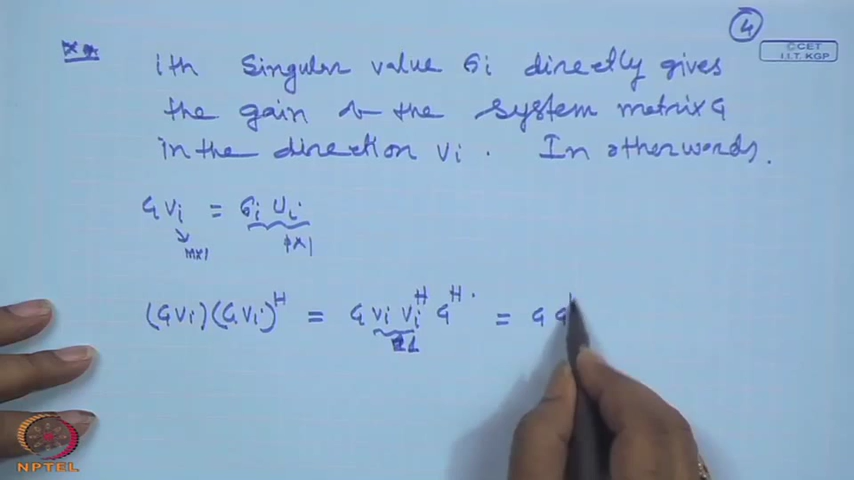 4
©CET
I.I.T. KGP
ith Singular value σi directly gives
the gain of the system matrix G
in the direction vi. In other words.
G vi = σi ui
m×1
p×1
(G vi)(G vi)^H = G vi vi^H G^H = G G
NPTEL